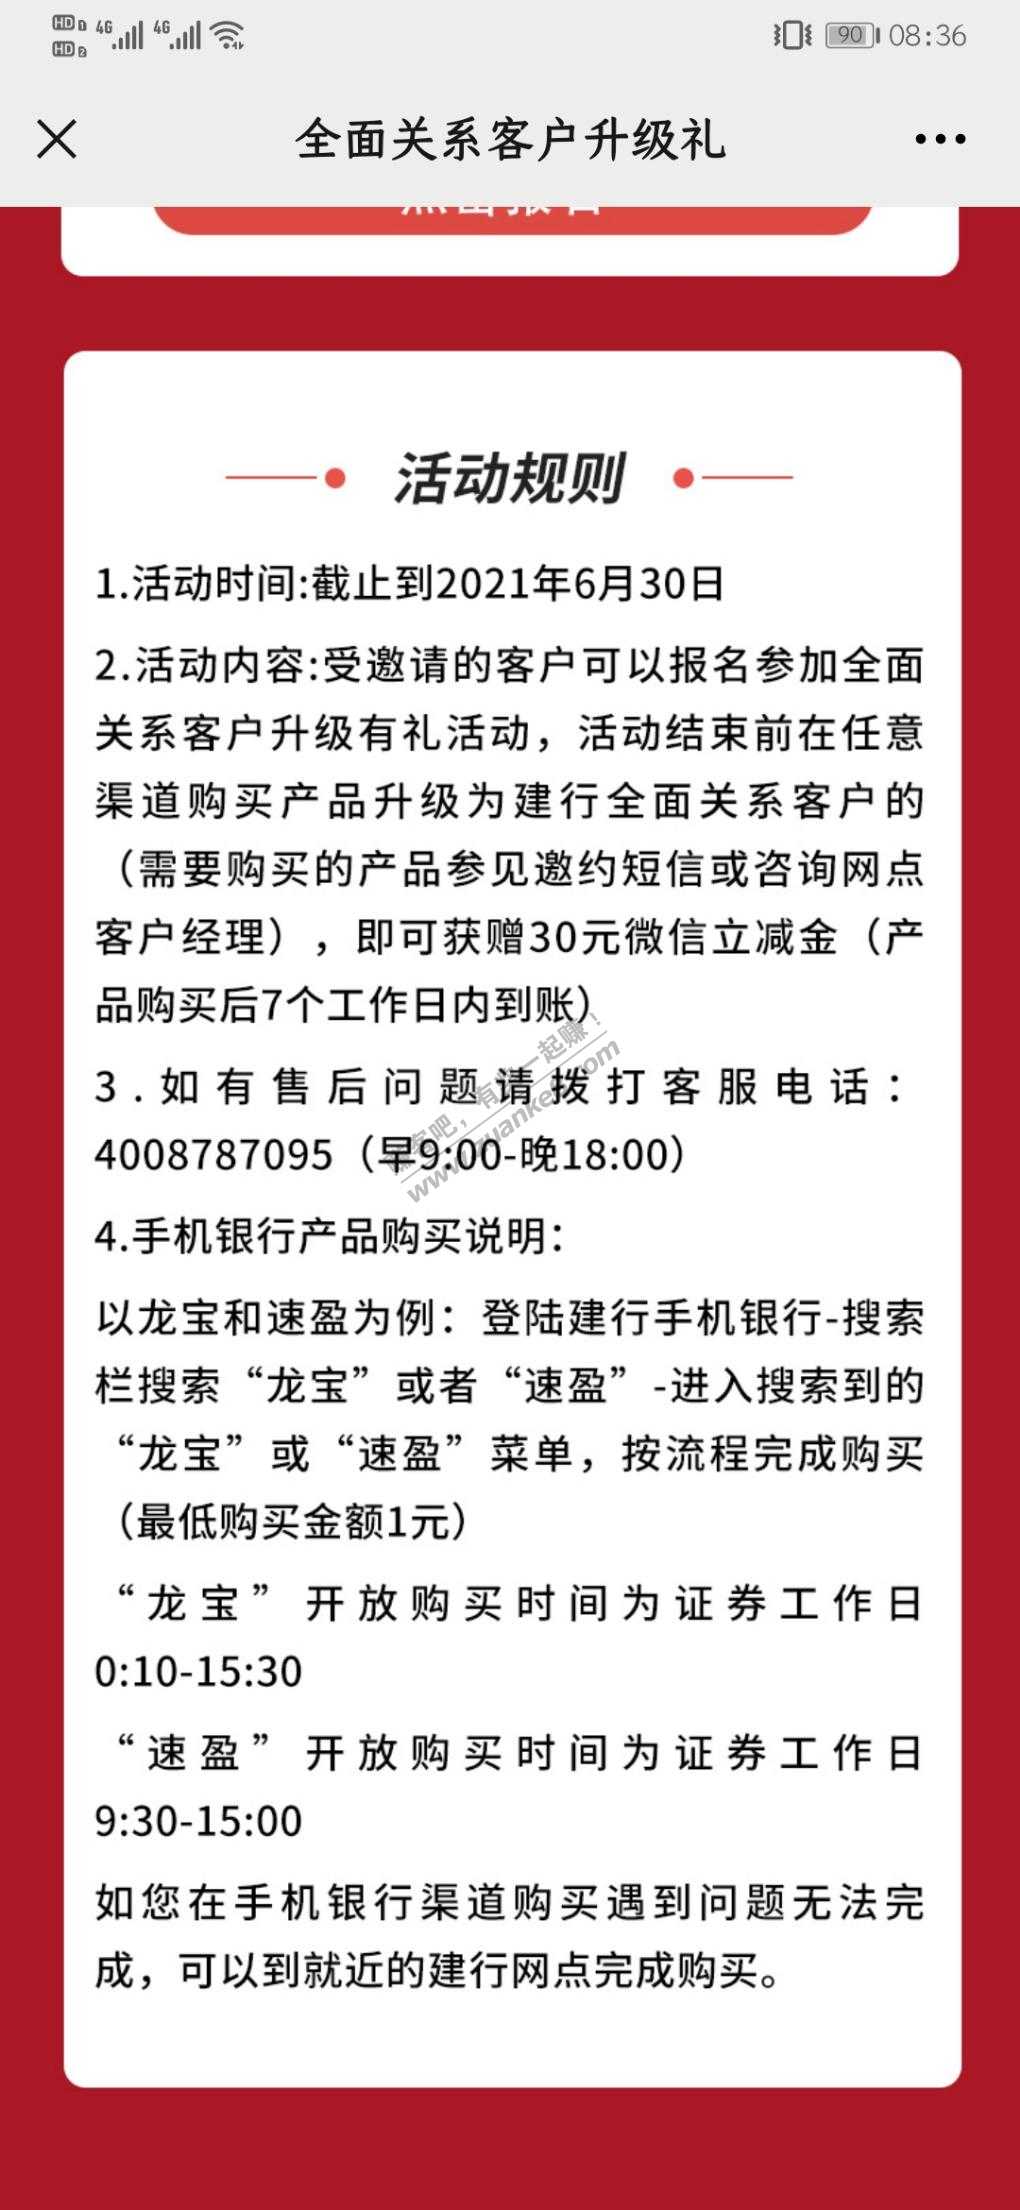 HD 1 4G 4G
HD 2
90 08:36
全面关系客户升级礼
点击报名
活动规则
1.活动时间:截止到2021年6月30日
2.活动内容:受邀请的客户可以报名参加全面
关系客户升级有礼活动，活动结束前在任意
渠道购买产品升级为建行全面关系客户的
（需要购买的产品参见邀约短信或咨询网点
客户经理），即可获赠30元微信立减金（产
品购买后7个工作日内到账）
3.如有售后问题请拨打客服电话：
4008787095（早9:00-晚18:00）
4.手机银行产品购买说明：
以龙宝和速盈为例：登陆建行手机银行-搜索
栏搜索“龙宝”或者“速盈”-进入搜索到的
“龙宝”或“速盈”菜单，按流程完成购买
（最低购买金额1元）
“龙宝”开放购买时间为证券工作日
0:10-15:30
“速盈”开放购买时间为证券工作日
9:30-15:00
如您在手机银行渠道购买遇到问题无法完
成，可以到就近的建行网点完成购买。
赚客吧，有奖一起赚！
www.zuanke8.com